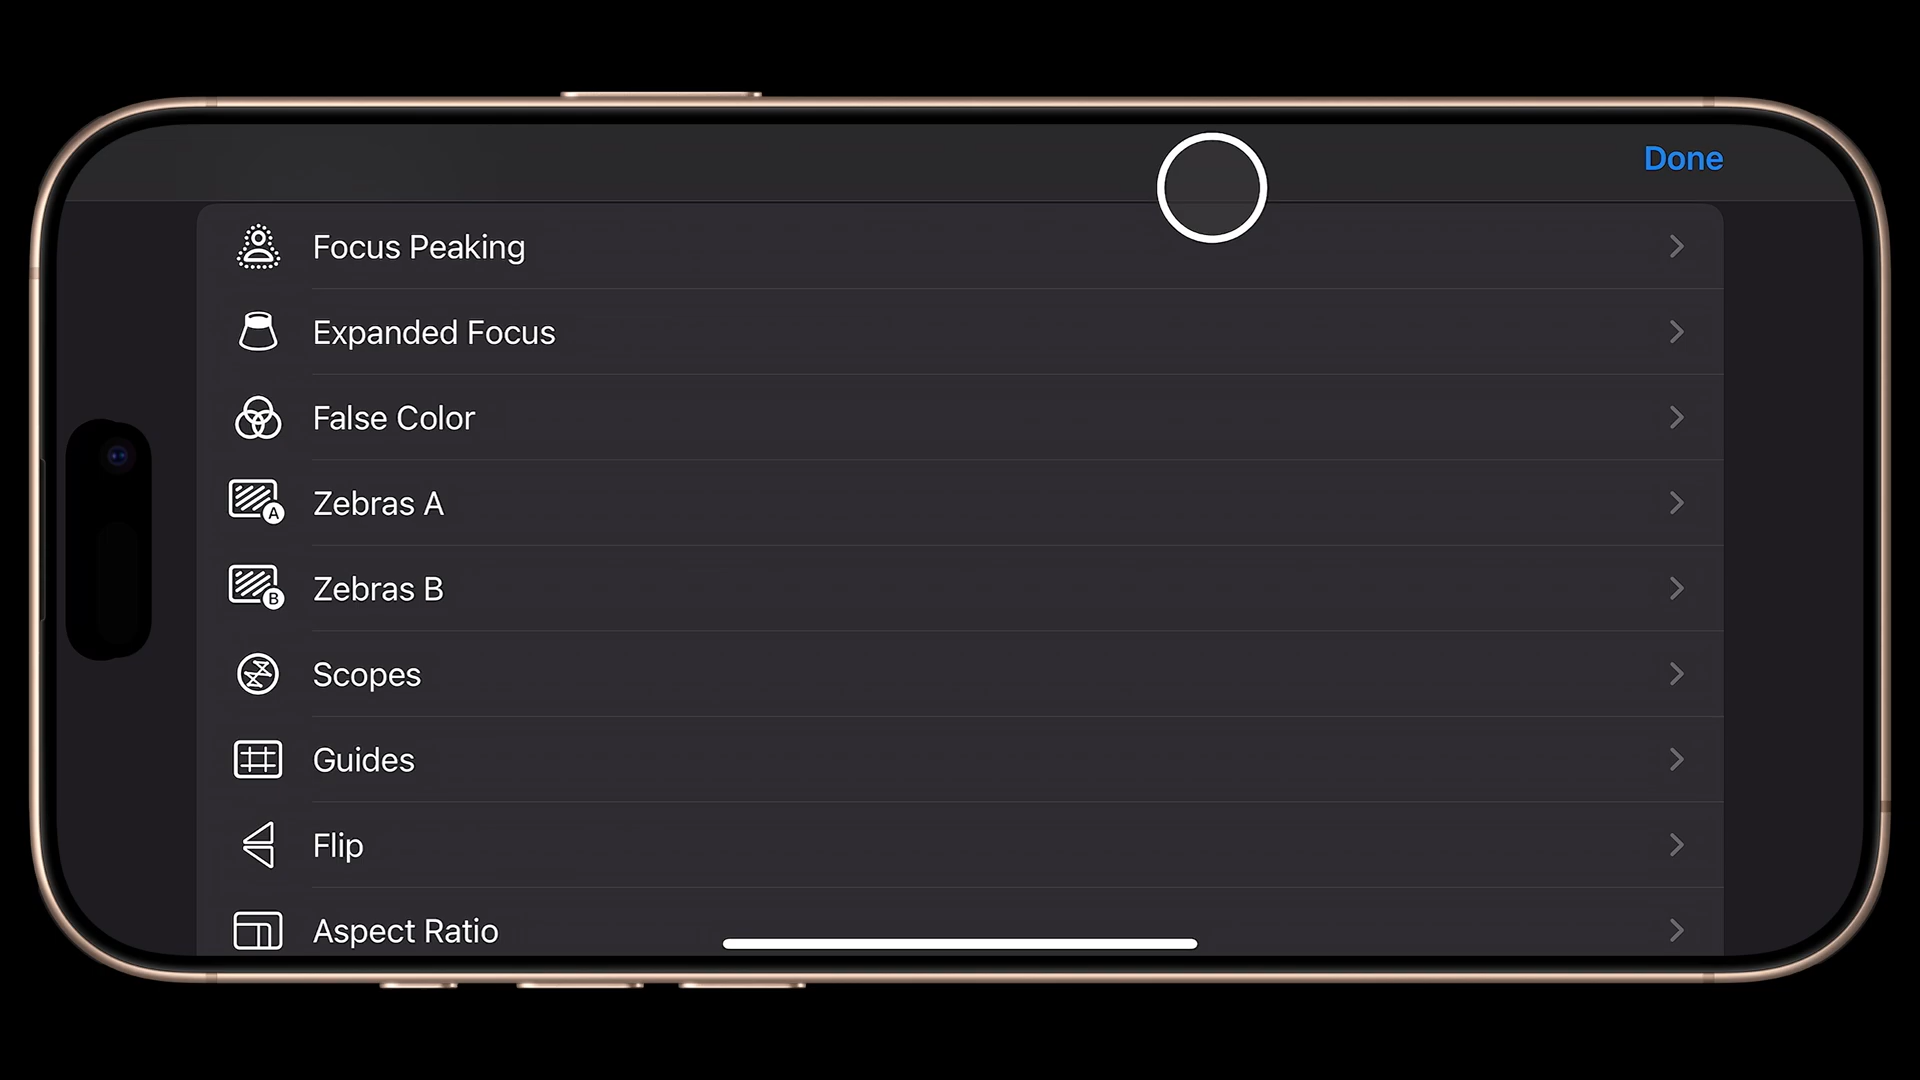 Done
Focus Peaking
Expanded Focus
False Color
A
Zebras A
B
Zebras B
Scopes
Guides
Flip
Aspect Ratio